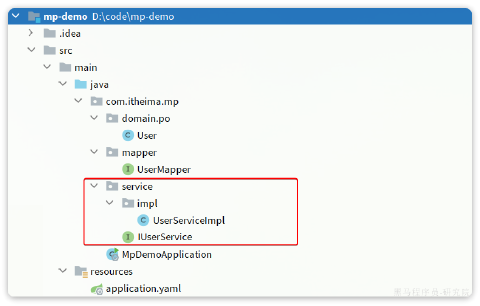 mp-demo D:\code\mp-demo
.idea
src
main
java
com.itheima.mp
domain.po
User
mapper
UserMapper
service
impl
UserServiceImpl
IUserService
MpDemoApplication
resources
application.yaml